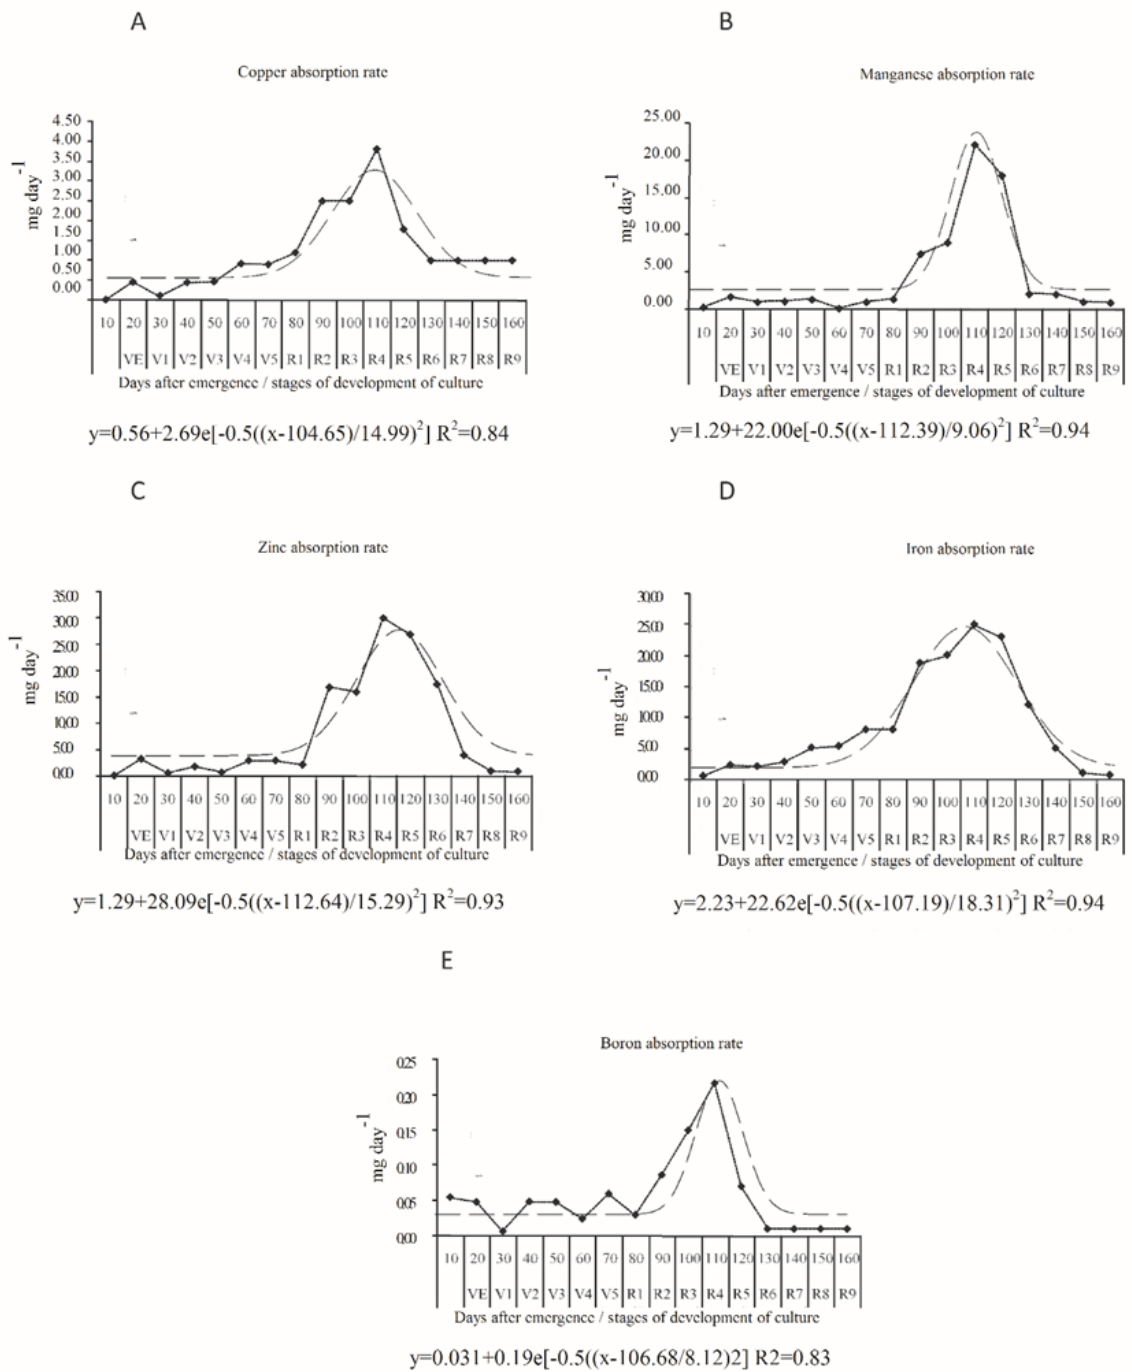 A
Copper absorption rate
mg day-1
4.50
4.00
3.50
3.00
2.50
2.00
1.00
0.50
0.00
10 20 30 40 50 60 70 80 90 100 110 120 130 140 150 160
VE V1 V2 V3 V4 V5 R1 R2 R3 R4 R5 R6 R7 R8 R9
Days after emergence / stages of development of culture
y=0.56+2.69e[-0.5((x-104.65)/14.99)2] R2=0.84
B
Manganese absorption rate
mg day-1
25.00
20.00
15.00
10.00
5.00
0.00
10 20 30 40 50 60 70 80 90 100 110 120 130 140 150 160
VE V1 V2 V3 V4 V5 R1 R2 R3 R4 R5 R6 R7 R8 R9
Days after emergence / stages of development of culture
y=1.29+22.00e[-0.5((x-112.39)/9.06)2] R2=0.94
C
Zinc absorption rate
mg day-1
35.00
30.00
25.00
20.00
15.00
10.00
5.00
0.00
10 20 30 40 50 60 70 80 90 100 110 120 130 140 150 160
VE V1 V2 V3 V4 V5 R1 R2 R3 R4 R5 R6 R7 R8 R9
Days after emergence / stages of development of culture
y=1.29+28.09e[-0.5((x-112.64)/15.29)2] R2=0.93
D
Iron absorption rate
mg day-1
30.00
25.00
20.00
15.00
10.00
5.00
0.00
10 20 30 40 50 60 70 80 90 100 110 120 130 140 150 160
VE V1 V2 V3 V4 V5 R1 R2 R3 R4 R5 R6 R7 R8 R9
Days after emergence / stages of development of culture
y=2.23+22.62e[-0.5((x-107.19)/18.31)2] R2=0.94
E
Boron absorption rate
mg day-1
0.25
0.20
0.15
0.10
0.05
0.00
10 20 30 40 50 60 70 80 90 100 110 120 130 140 150 160
VE V1 V2 V3 V4 V5 R1 R2 R3 R4 R5 R6 R7 R8 R9
Days after emergence / stages of development of culture
y=0.031+0.19e[-0.5((x-106.68/8.12)2] R2=0.83